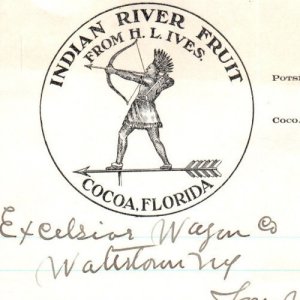 INDIAN RIVER FRUIT
FROM H. L. IVES.
COCOA, FLORIDA
POTS
COCO
Excelsior Wagon Co
Watertown NY